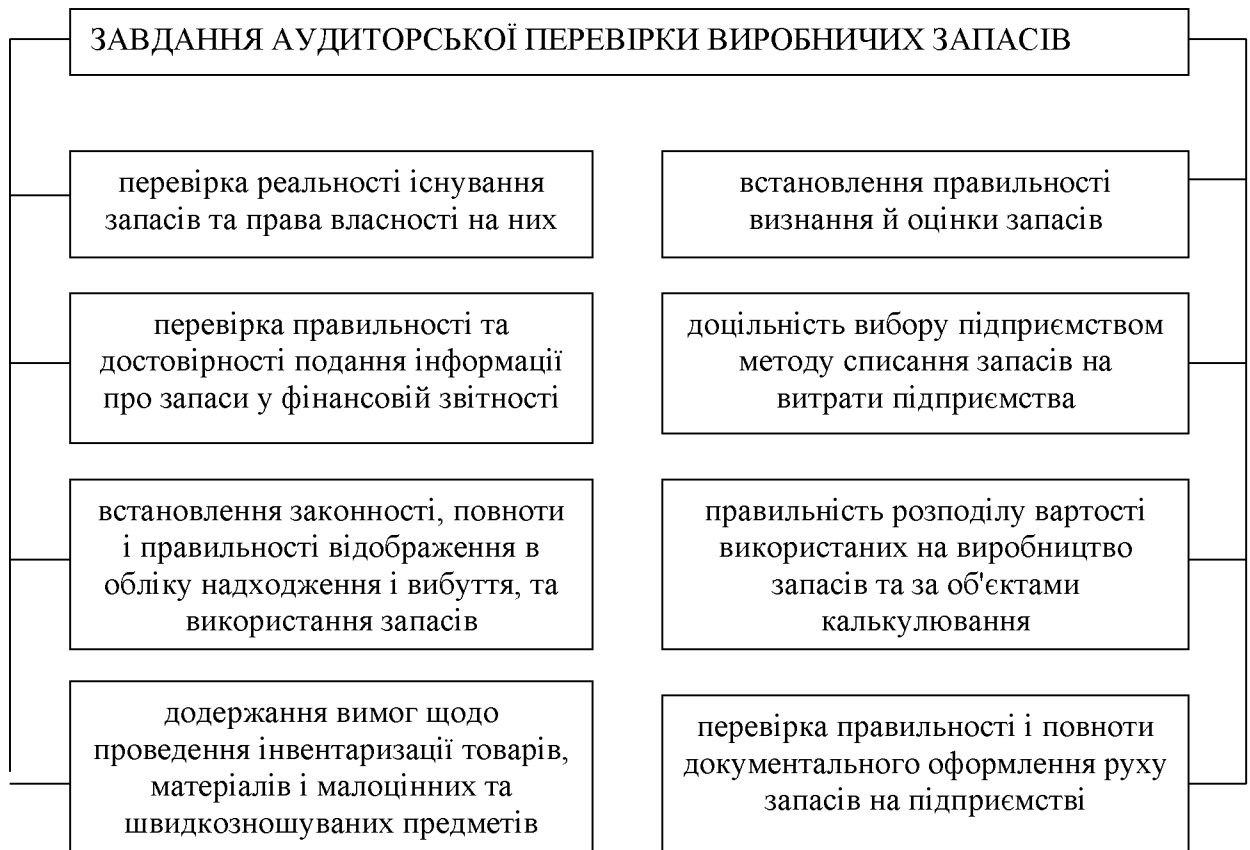 ЗАВДАННЯ АУДИТОРСЬКОЇ ПЕРЕВІРКИ ВИРОБНИЧИХ ЗАПАСІВ
перевірка реальності існування
запасів та права власності на них
встановлення правильності
визнання й оцінки запасів
перевірка правильності та
достовірності подання інформації
про запаси у фінансовій звітності
доцільність вибору підприємством
методу списання запасів на
витрати підприємства
встановлення законності, повноти
і правильності відображення в
обліку надходження і вибуття, та
використання запасів
правильність розподілу вартості
використаних на виробництво
запасів та за об'єктами
калькулювання
додержання вимог щодо
проведення інвентаризації товарів,
матеріалів і малоцінних та
швидкозношуваних предметів
перевірка правильності і повноти
документального оформлення руху
запасів на підприємстві